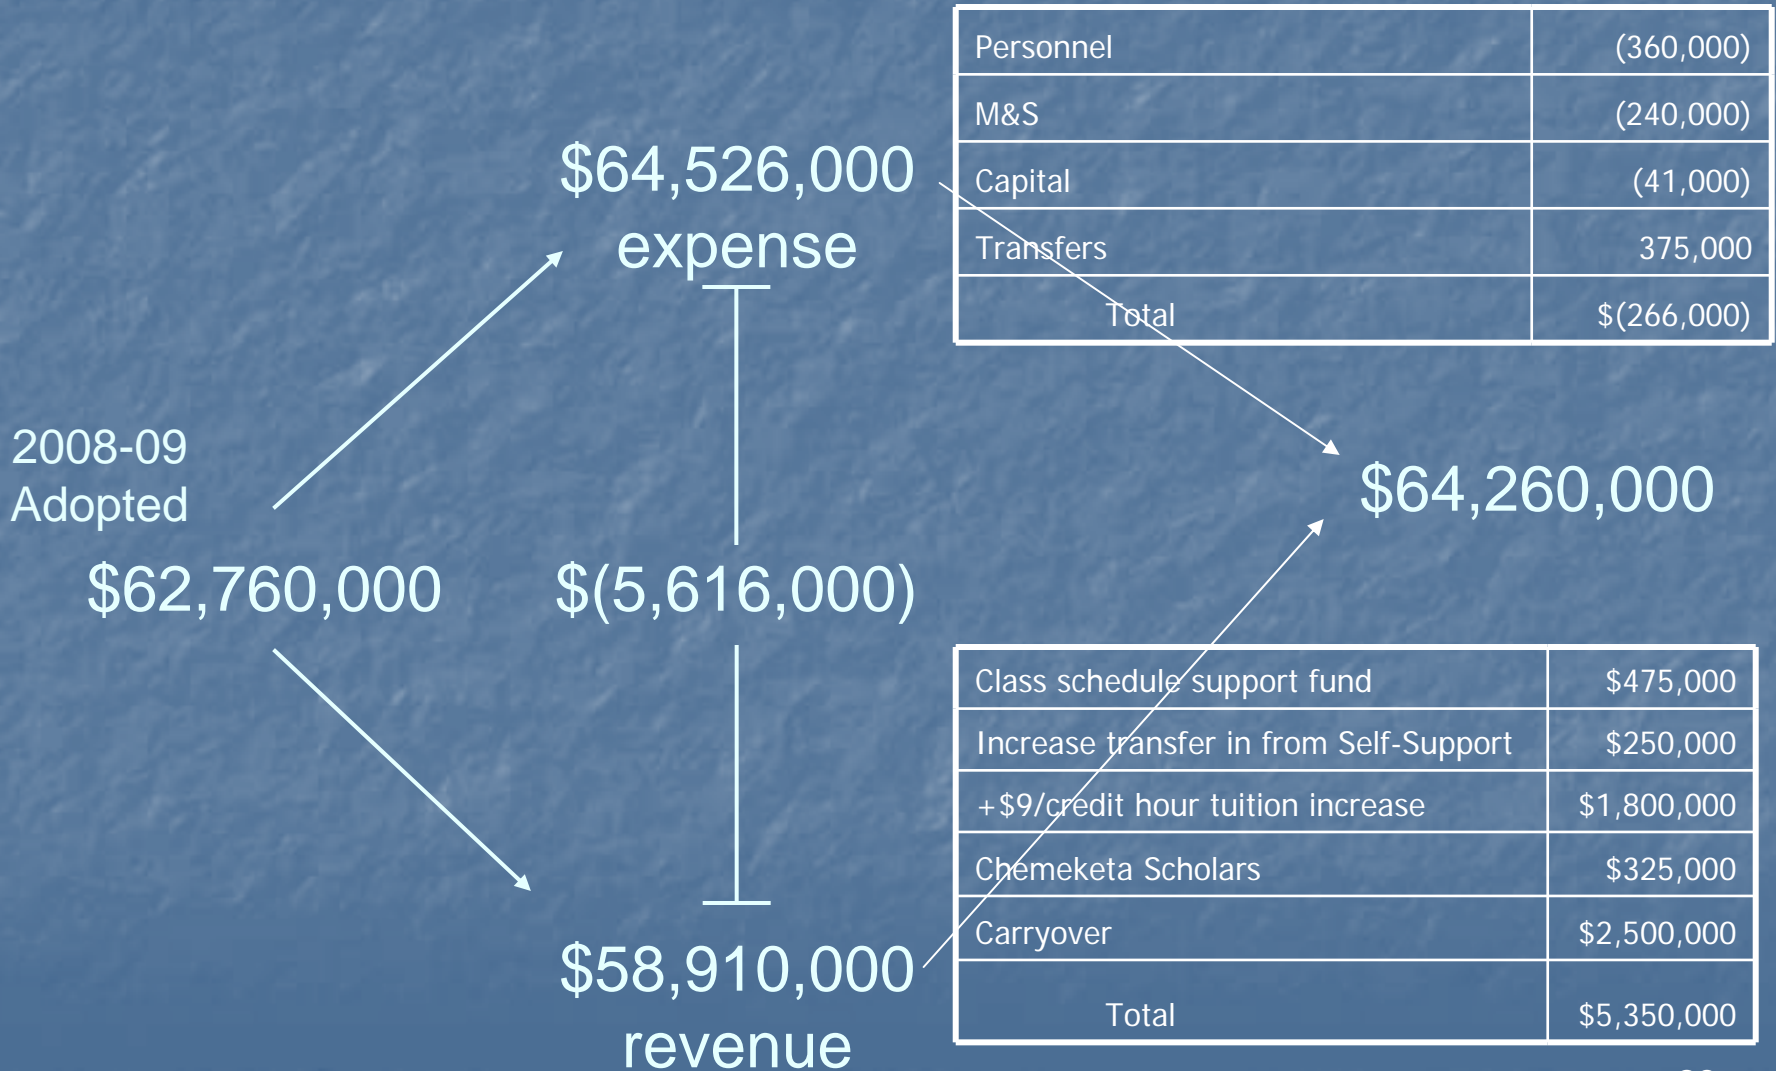 Personnel (360,000)
M&S (240,000)
Capital (41,000)
Transfers 375,000
Total $(266,000)
$64,526,000
expense
2008-09
Adopted
$62,760,000
$(5,616,000)
$64,260,000
$58,910,000
revenue
Class schedule support fund $475,000
Increase transfer in from Self-Support $250,000
+$9/credit hour tuition increase $1,800,000
Chemeketa Scholars $325,000
Carryover $2,500,000
Total $5,350,000